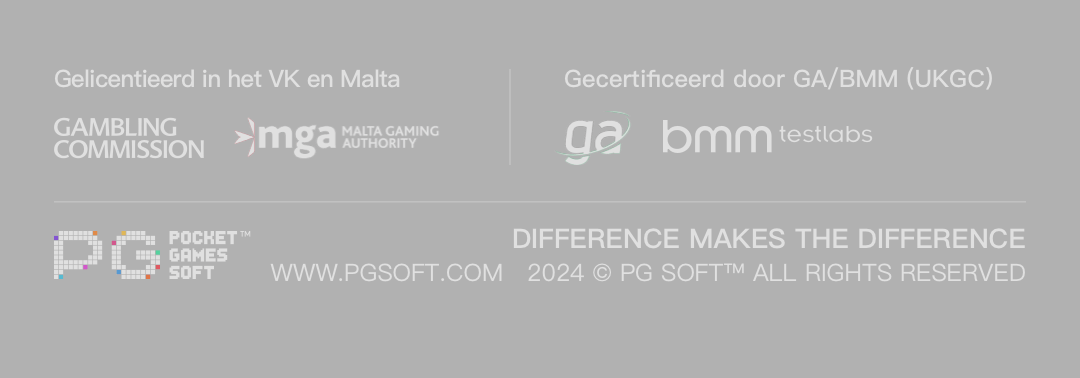 Gelicentieerd in het VK en Malta
GAMBLING
COMMISSION
mga MALTA GAMING
AUTHORITY
Gecertificeerd door GA/BMM (UKGC)
ga bmm testlabs
PG POCKET™
GAMES
SOFT
WWW.PGSOFT.COM
DIFFERENCE MAKES THE DIFFERENCE
2024 © PG SOFT™ ALL RIGHTS RESERVED